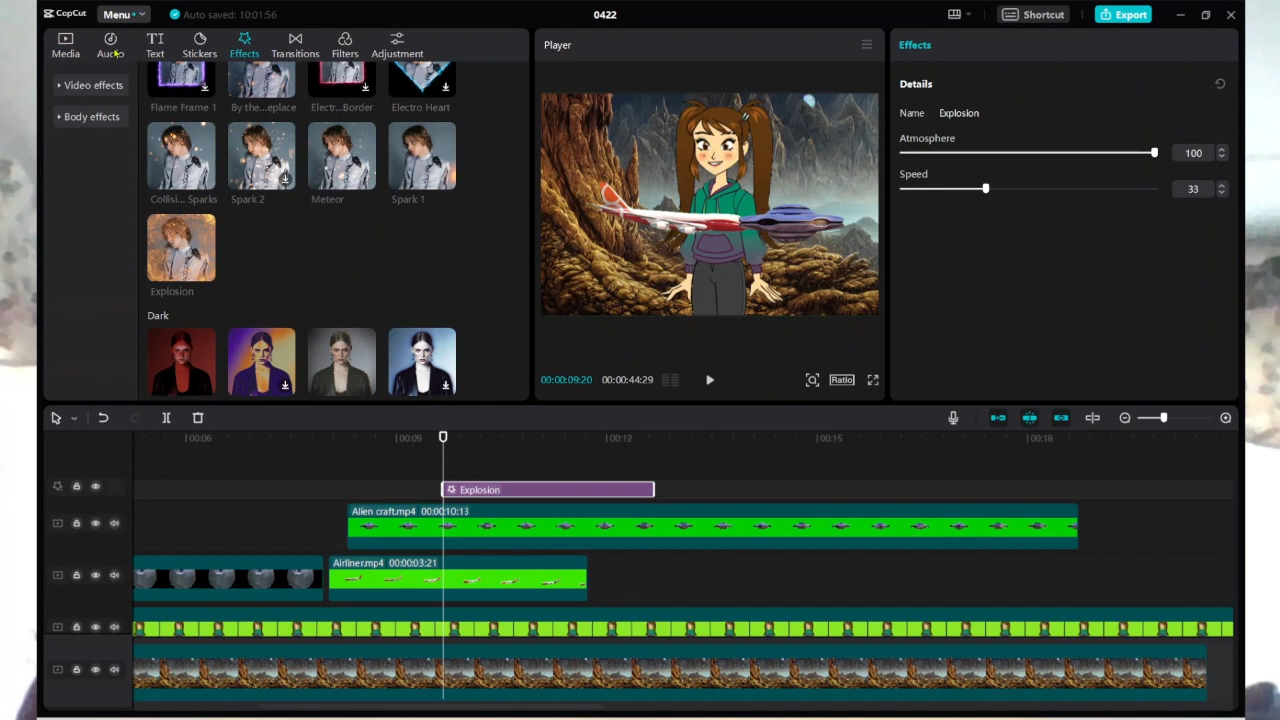 CapCut Menu Auto saved: 10:01:56 0422 Shortcut Export
Media Audio Text Stickers Effects Transitions Filters Adjustment
Video effects
Body effects
Flame Frame 1 By the...eplace Electr...Border Electro Heart
Collisi... Sparks Spark 2 Meteor Spark 1
Explosion
Dark
Player
00:00:09:20 00:00:44:29 Ratio
Effects
Details
Name Explosion
Atmosphere
100
Speed
33
00:06 00:09 00:12 00:15 00:18
Explosion
Alien craft.mp4 00:00:10:13
Airliner.mp4 00:00:03:21